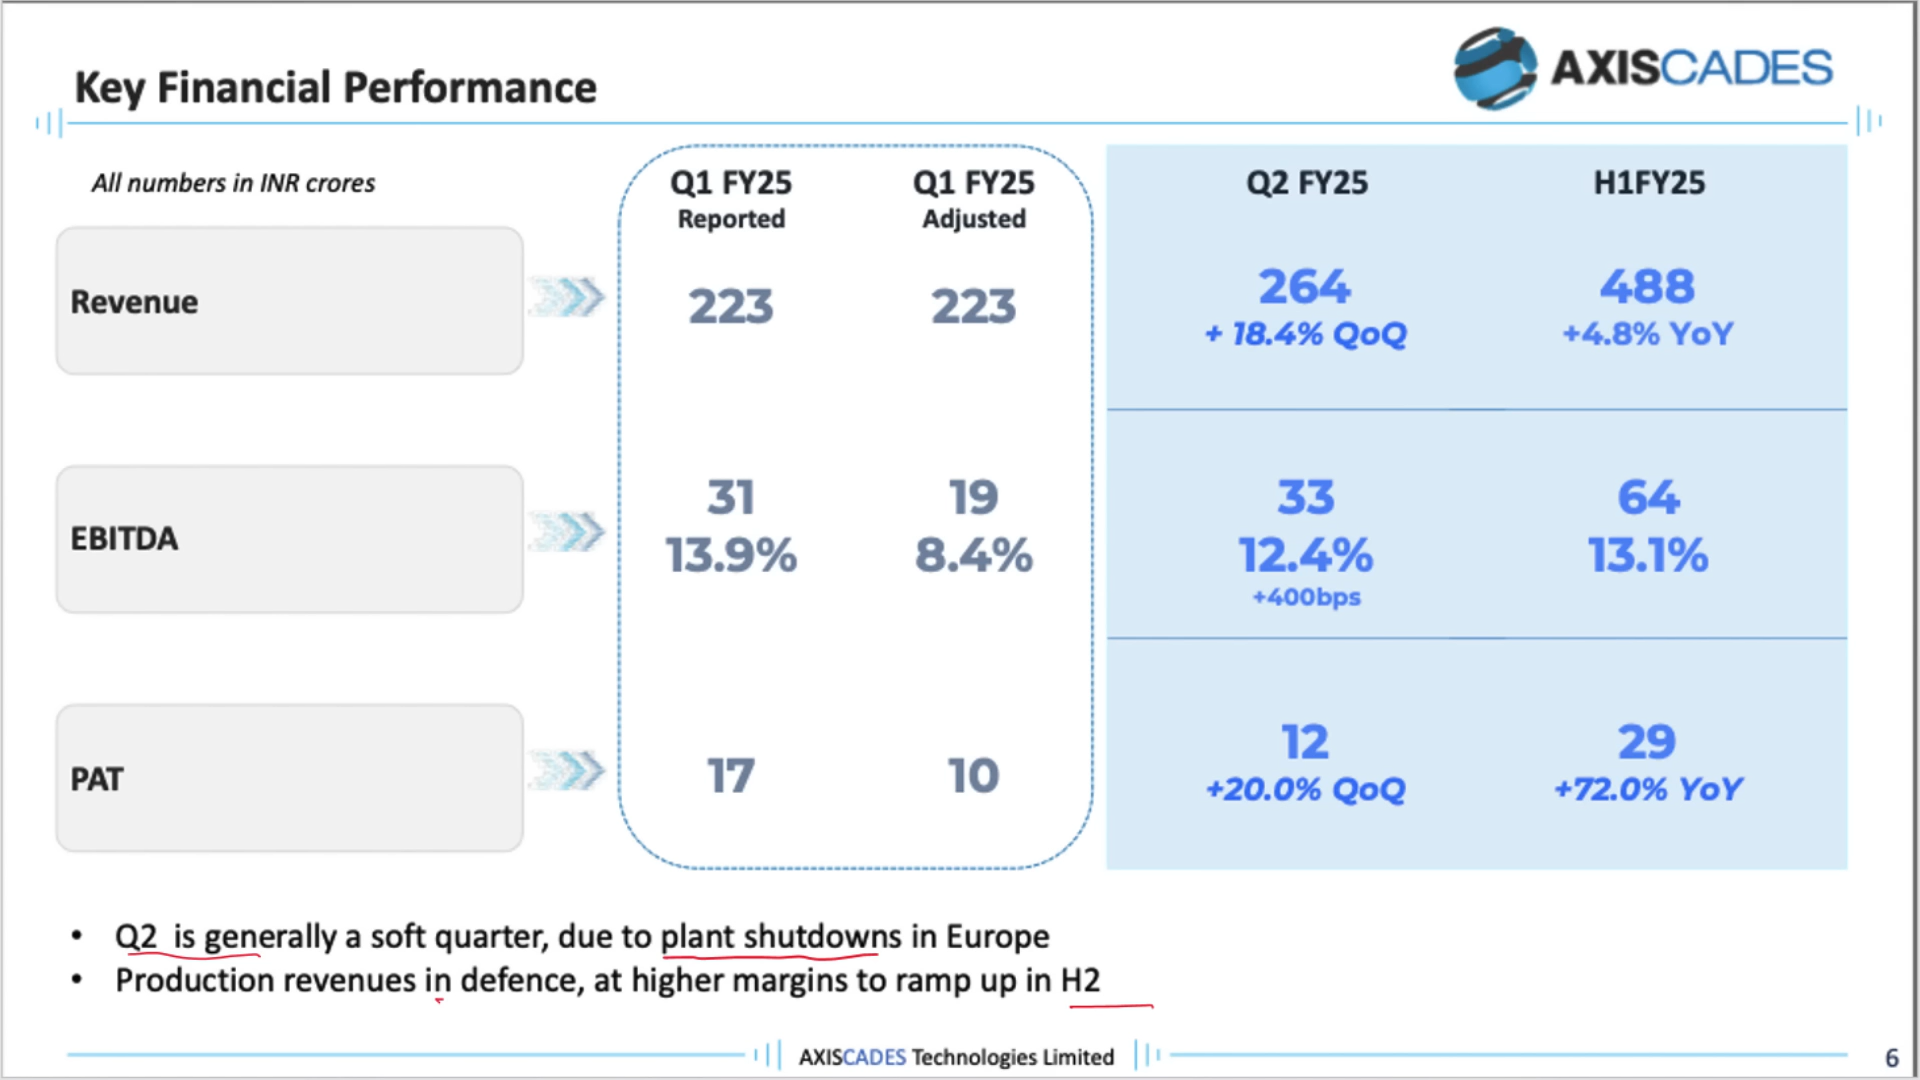 AXISCADES
Key Financial Performance
All numbers in INR crores
Q1 FY25 Q1 FY25 Q2 FY25 H1FY25
Reported Adjusted
Revenue 223 223 264 488
+ 18.4% QoQ +4.8% YoY
EBITDA
31 19 33 64
13.9% 8.4% 12.4% 13.1%
+400bps
PAT 17 10 12 29
+20.0% QoQ +72.0% YoY
• Q2 is generally a soft quarter, due to plant shutdowns in Europe
• Production revenues in defence, at higher margins to ramp up in H2
AXISCADES Technologies Limited
6